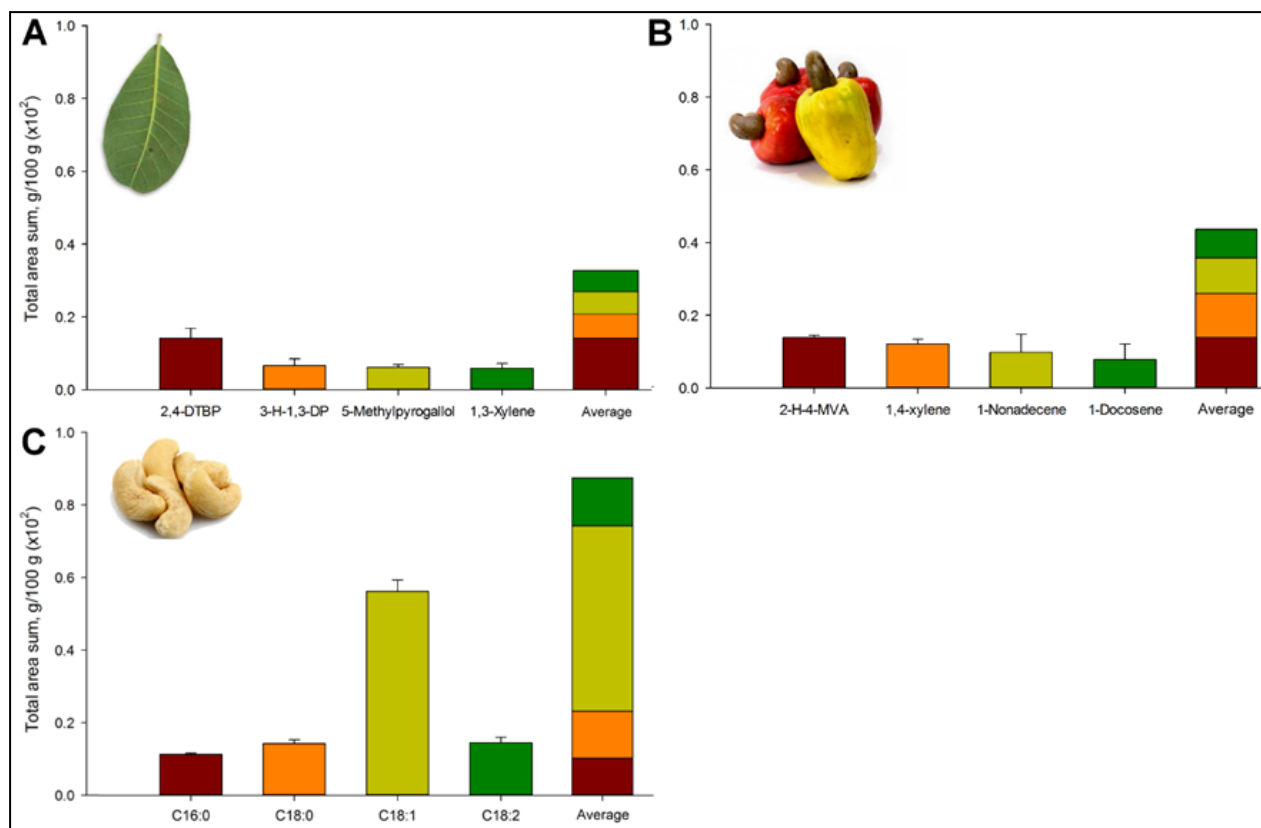 A
Total area sum, g/100 g (x10²)
1.0
0.8
0.6
0.4
0.2
0.0
2,4-DTBP 3-H-1,3-DP 5-Methylpyrogallol 1,3-Xylene Average
B
1.0
0.8
0.6
0.4
0.2
0.0
2-H-4-MVA 1,4-xylene 1-Nonadecene 1-Docosene Average
C
Total area sum, g/100 g (x10²)
1.0
0.8
0.6
0.4
0.2
0.0
C16:0 C18:0 C18:1 C18:2 Average